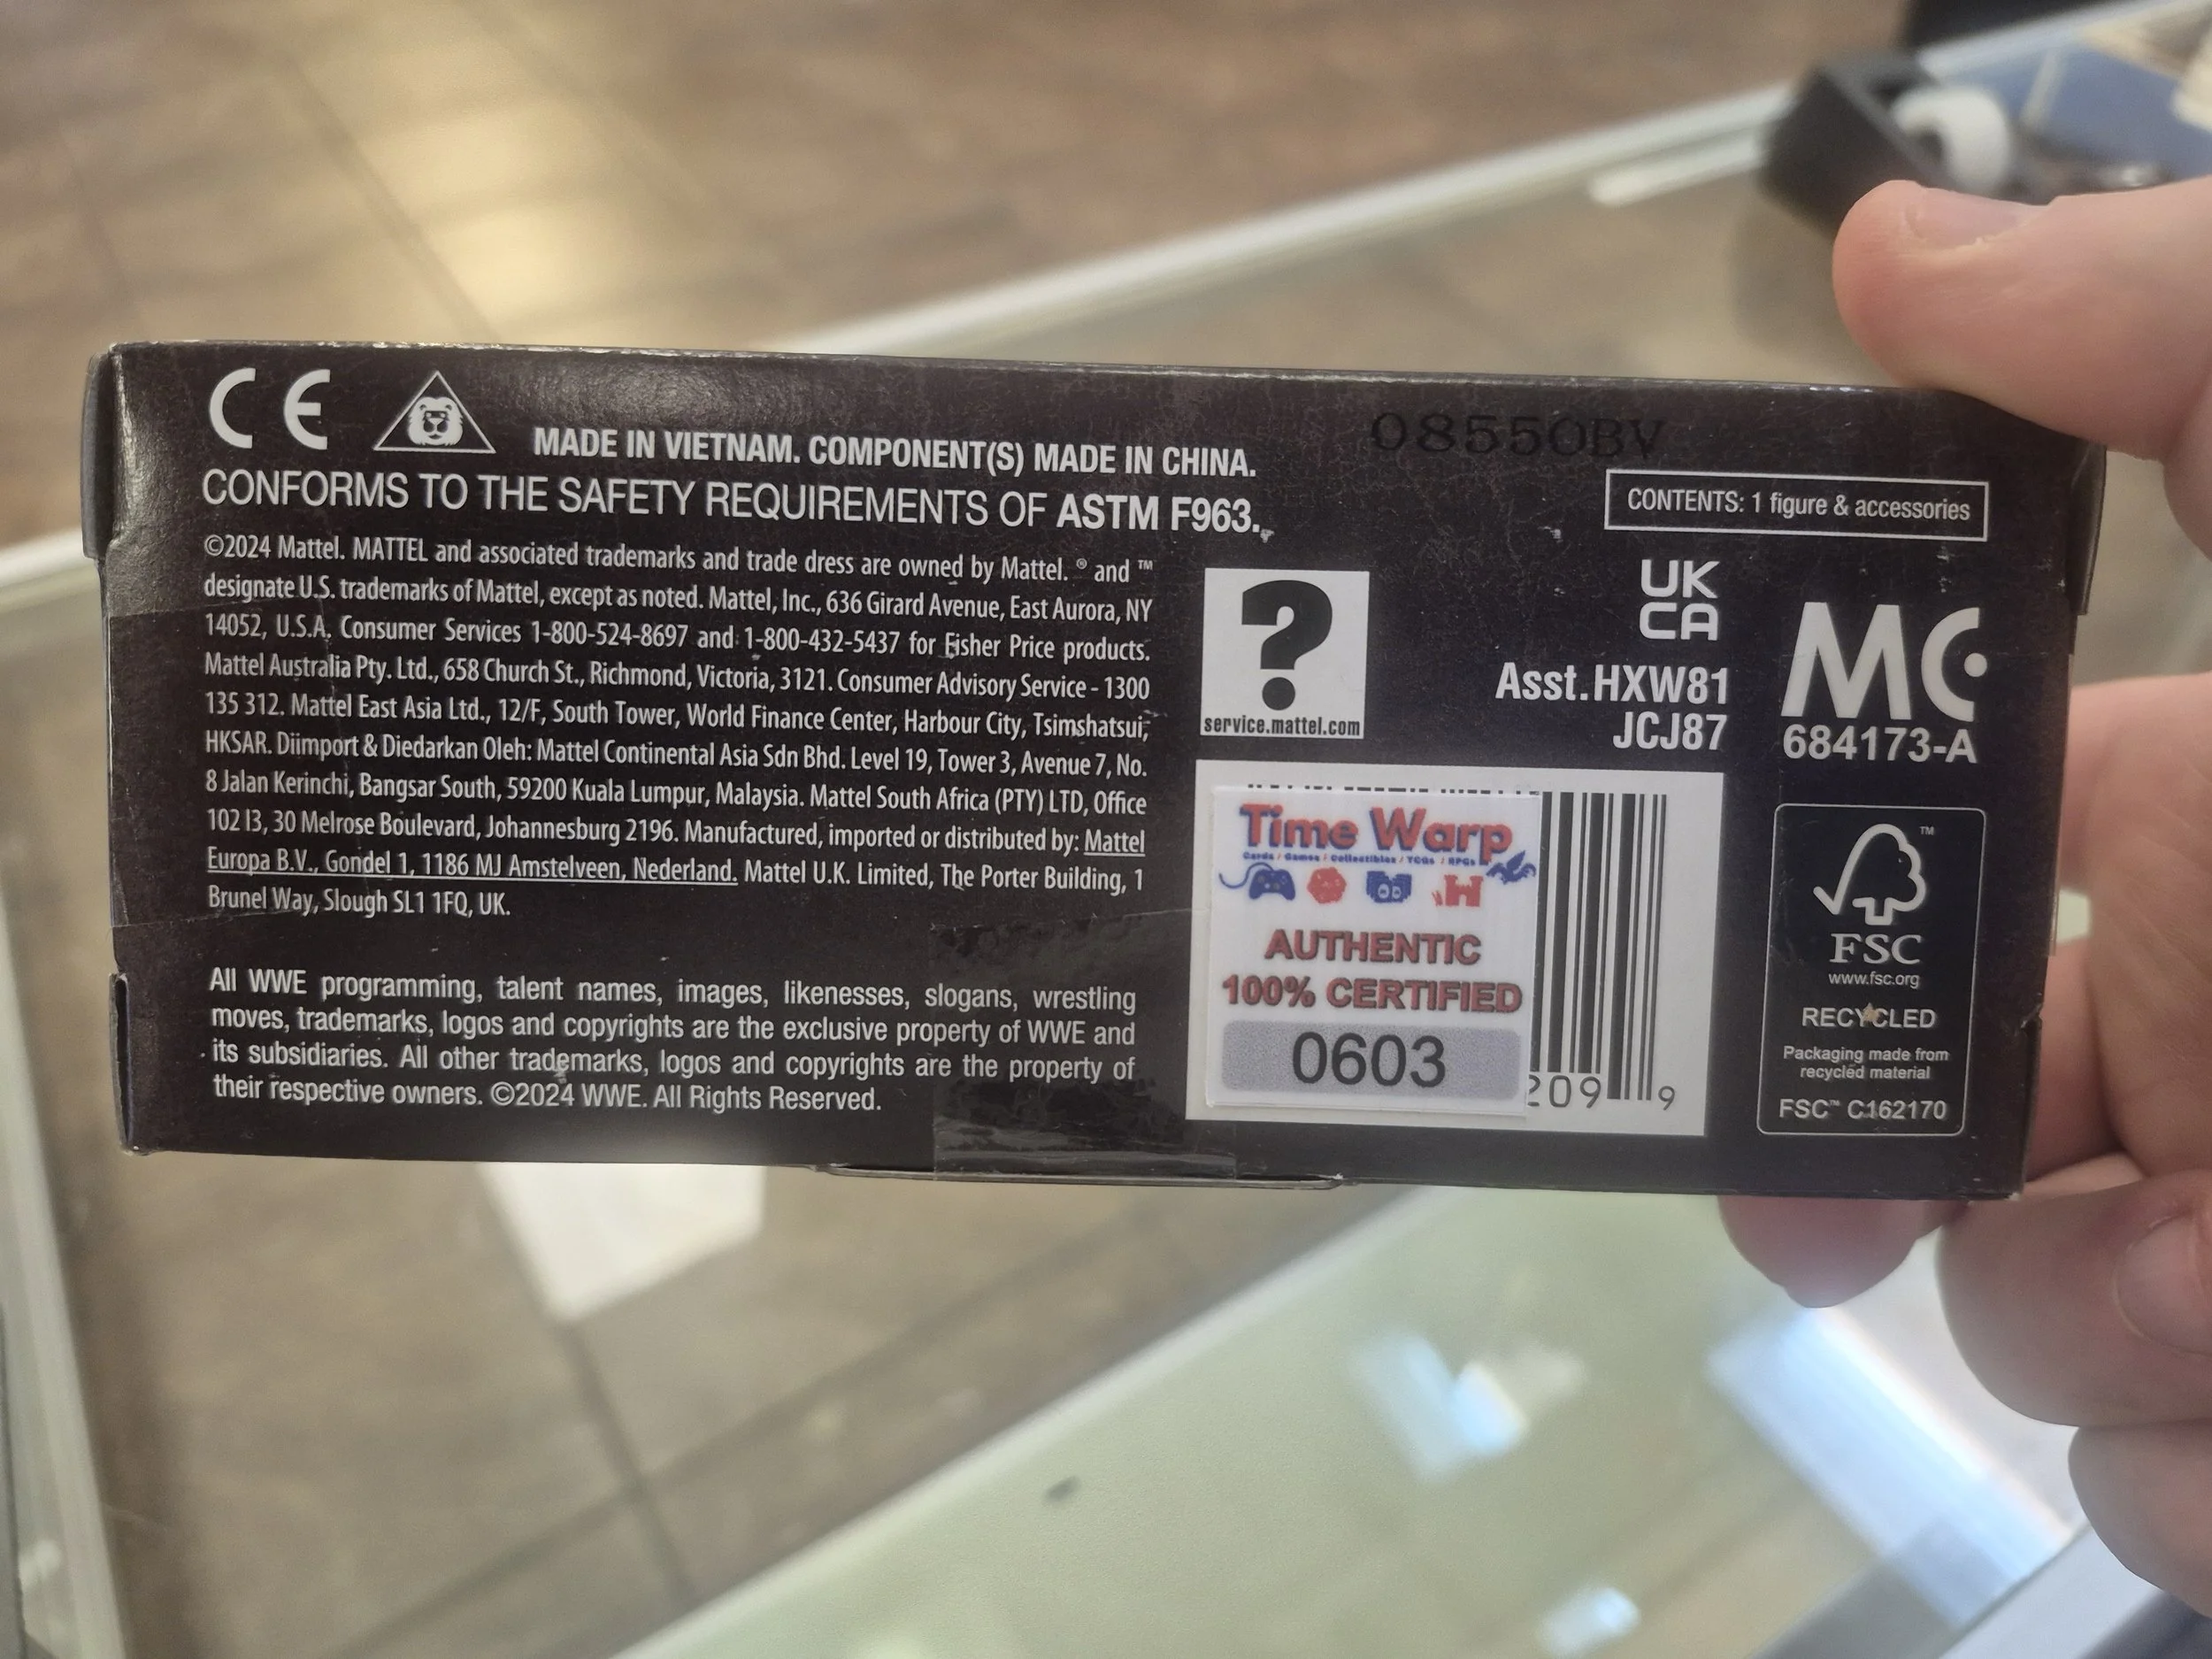 CE
MADE IN VIETNAM. COMPONENT(S) MADE IN CHINA.
08550BV
CONFORMS TO THE SAFETY REQUIREMENTS OF ASTM F963.
CONTENTS: 1 figure & accessories
©2024 Mattel. MATTEL and associated trademarks and trade dress are owned by Mattel. ® and ™
designate U.S. trademarks of Mattel, except as noted. Mattel, Inc., 636 Girard Avenue, East Aurora, NY
14052, U.S.A. Consumer Services 1-800-524-8697 and 1-800-432-5437 for Fisher Price products.
Mattel Australia Pty. Ltd., 658 Church St., Richmond, Victoria, 3121. Consumer Advisory Service - 1300
135 312. Mattel East Asia Ltd., 12/F, South Tower, World Finance Center, Harbour City, Tsimshatsui,
HKSAR. Diimport & Diedarkan Oleh: Mattel Continental Asia Sdn Bhd. Level 19, Tower 3, Avenue 7, No.
8 Jalan Kerinchi, Bangsar South, 59200 Kuala Lumpur, Malaysia. Mattel South Africa (PTY) LTD, Office
102 I3, 30 Melrose Boulevard, Johannesburg 2196. Manufactured, imported or distributed by: Mattel
Europa B.V., Gondel 1, 1186 MJ Amstelveen, Nederland. Mattel U.K. Limited, The Porter Building, 1
Brunel Way, Slough SL1 1FQ, UK.
All WWE programming, talent names, images, likenesses, slogans, wrestling
moves, trademarks, logos and copyrights are the exclusive property of WWE and
its subsidiaries. All other trademarks, logos and copyrights are the property of
their respective owners. ©2024 WWE. All Rights Reserved.
?
service.mattel.com
UK
CA
Asst.HXW81
JCJ87
MC
684173-A
Time Warp
Cards / Games / Collectibles / TCGs / RPGs
AUTHENTIC
100% CERTIFIED
0603
209 9
™
FSC
www.fsc.org
RECYCLED
Packaging made from
recycled material
FSC™ C162170